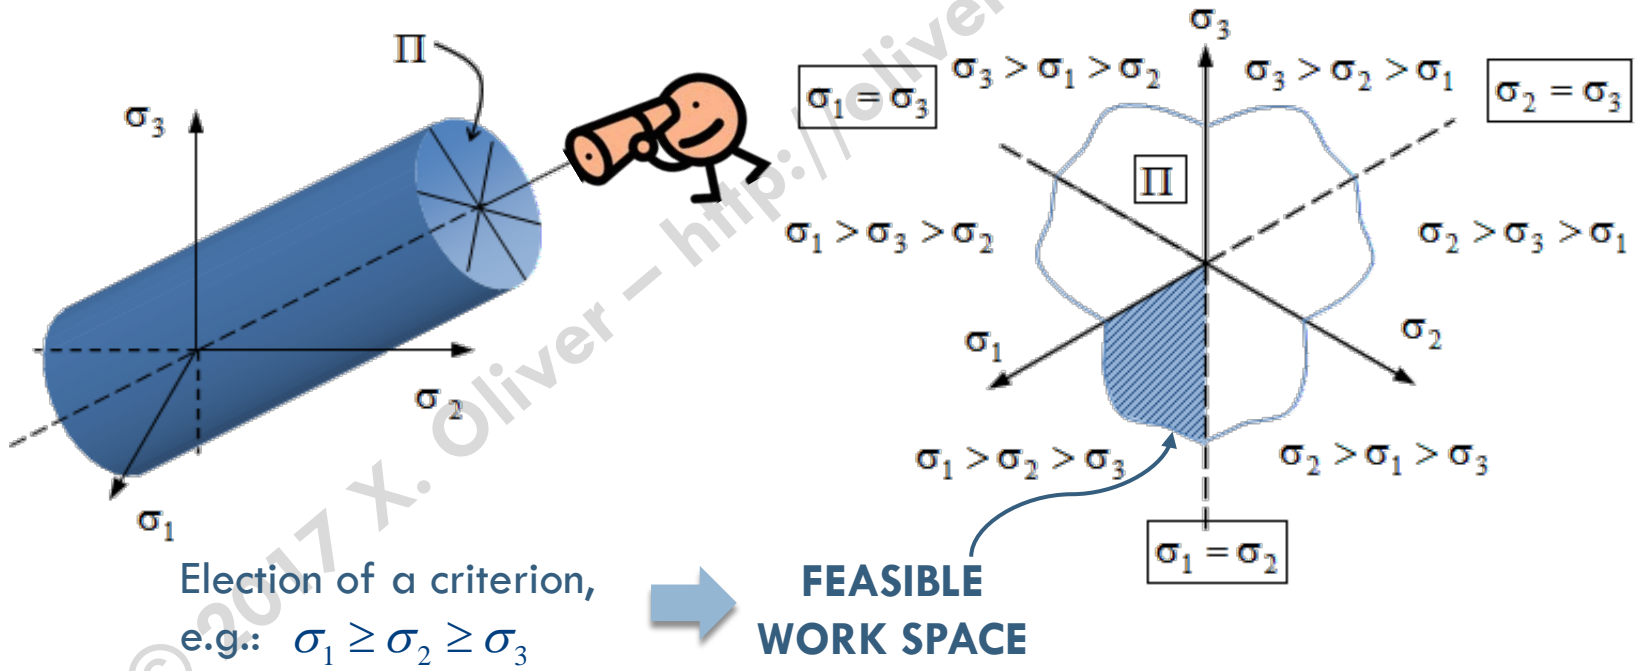 Π
σ₃
σ₂
σ₁
σ₃
σ₁ = σ₃
σ₃ > σ₁ > σ₂
σ₃ > σ₂ > σ₁
σ₂ = σ₃
Π
σ₁ > σ₃ > σ₂
σ₂ > σ₃ > σ₁
σ₁
σ₂
σ₁ > σ₂ > σ₃
σ₂ > σ₁ > σ₃
σ₁ = σ₂
Election of a criterion,
e.g.: σ₁ ≥ σ₂ ≥ σ₃
FEASIBLE
WORK SPACE
© 2017 X. Oliver – http://oliver